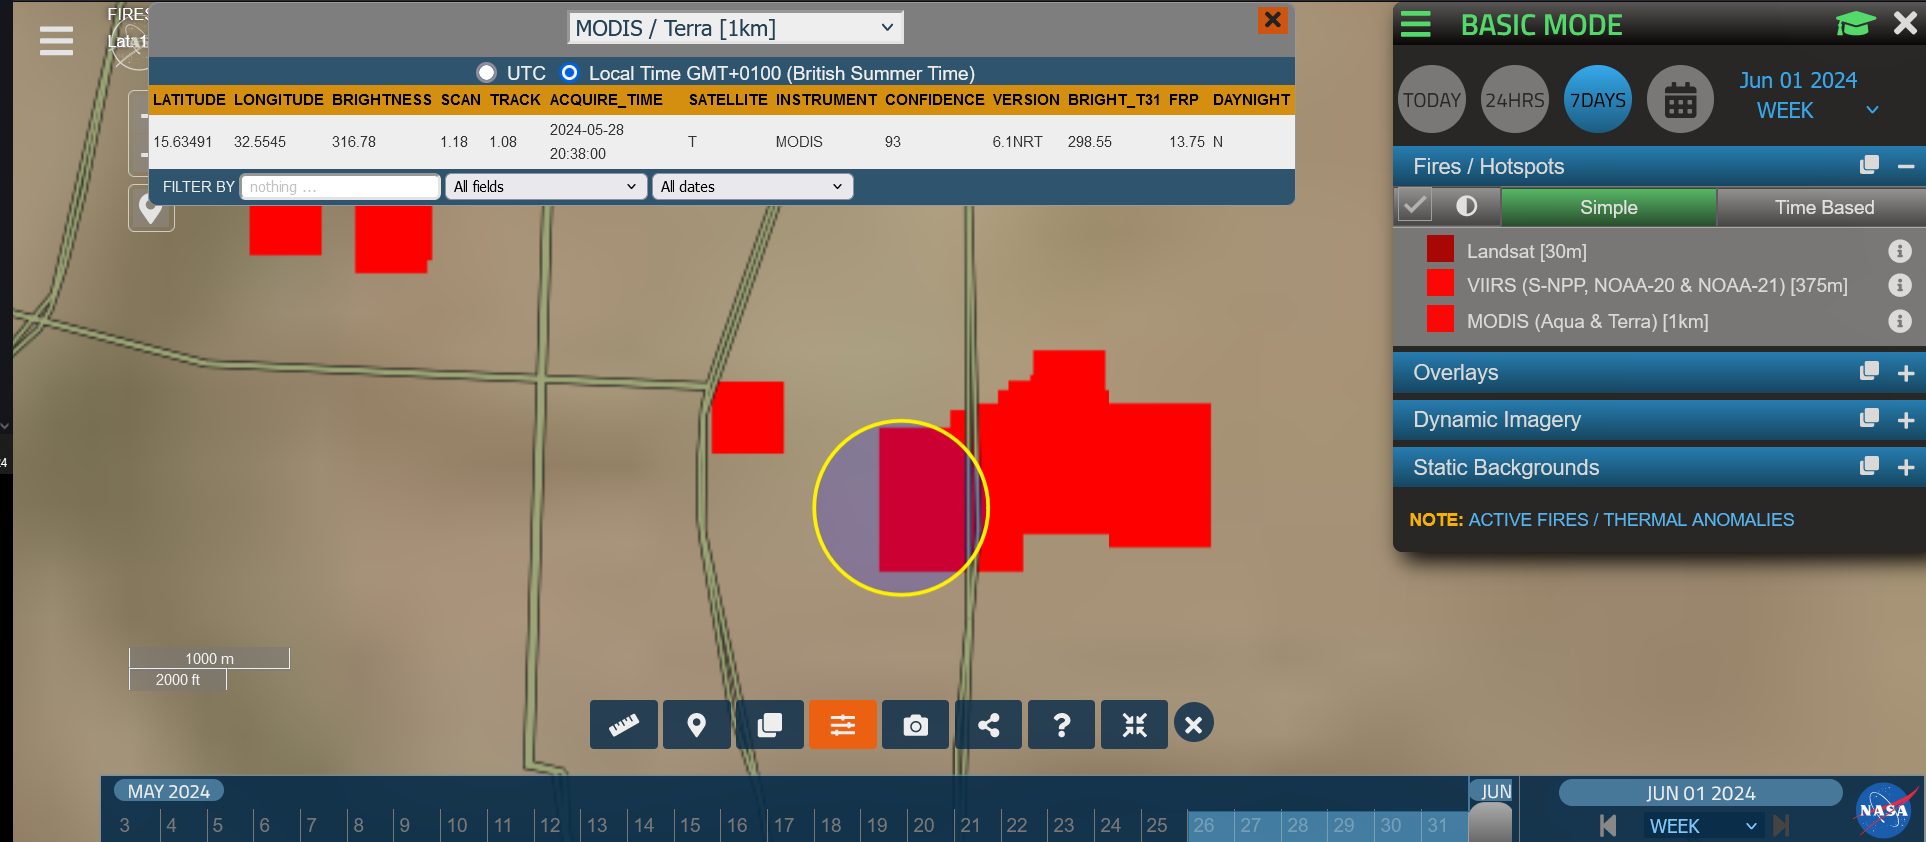 FIRES
MODIS / Terra [1km]
UTC Local Time GMT+0100 (British Summer Time)
LATITUDE LONGITUDE BRIGHTNESS SCAN TRACK ACQUIRE_TIME SATELLITE INSTRUMENT CONFIDENCE VERSION BRIGHT_T31 FRP DAYNIGHT
15.63491 32.5545 316.78 1.18 1.08 2024-05-28 20:38:00 T MODIS 93 6.1NRT 298.55 13.75 N
FILTER BY nothing ... All fields All dates
BASIC MODE
TODAY 24HRS 7DAYS
Jun 01 2024
WEEK
Fires / Hotspots
Simple Time Based
Landsat [30m]
VIIRS (S-NPP, NOAA-20 & NOAA-21) [375m]
MODIS (Aqua & Terra) [1km]
Overlays
Dynamic Imagery
Static Backgrounds
NOTE: ACTIVE FIRES / THERMAL ANOMALIES
1000 m
2000 ft
?
MAY 2024 JUN
3 4 5 6 7 8 9 10 11 12 13 14 15 16 17 18 19 20 21 22 23 24 25 26 27 28 29 30 31
JUN 01 2024
WEEK
NASA